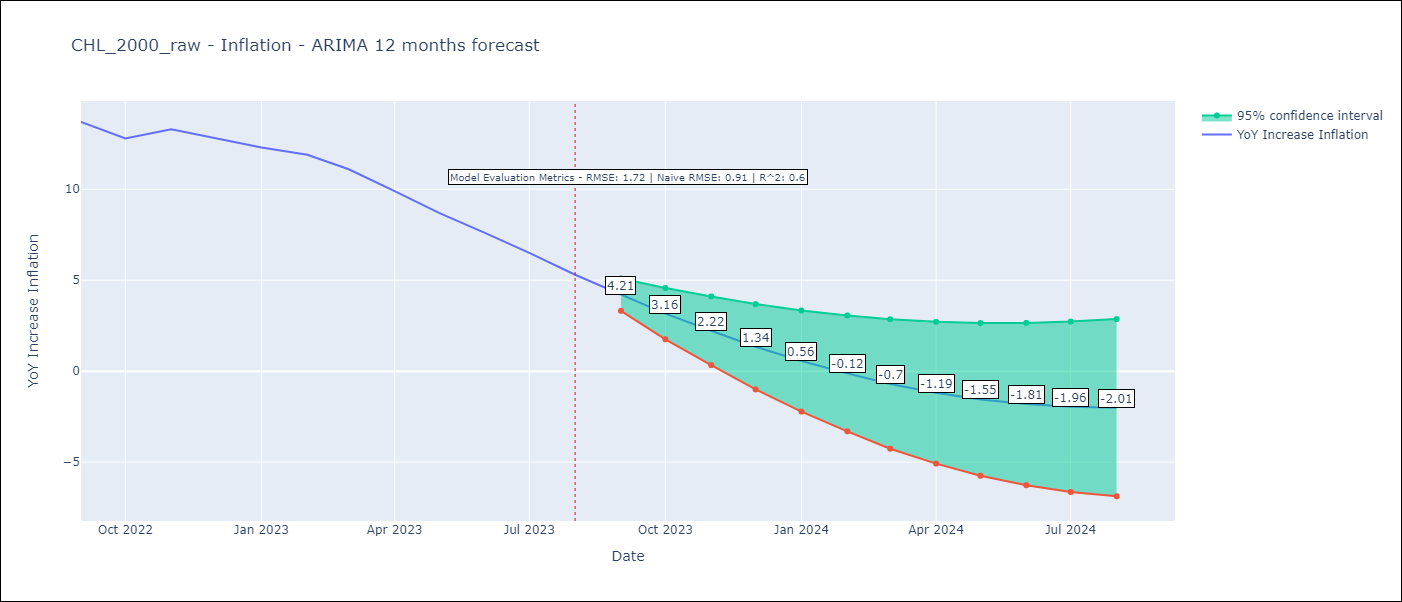 CHL_2000_raw - Inflation - ARIMA 12 months forecast
95% confidence interval
YoY Increase Inflation
Model Evaluation Metrics - RMSE: 1.72 | Naive RMSE: 0.91 | R^2: 0.6
YoY Increase Inflation
10
5
0
−5
4.21
3.16
2.22
1.34
0.56
-0.12
-0.7
-1.19
-1.55
-1.81
-1.96
-2.01
Oct 2022
Jan 2023
Apr 2023
Jul 2023
Oct 2023
Jan 2024
Apr 2024
Jul 2024
Date